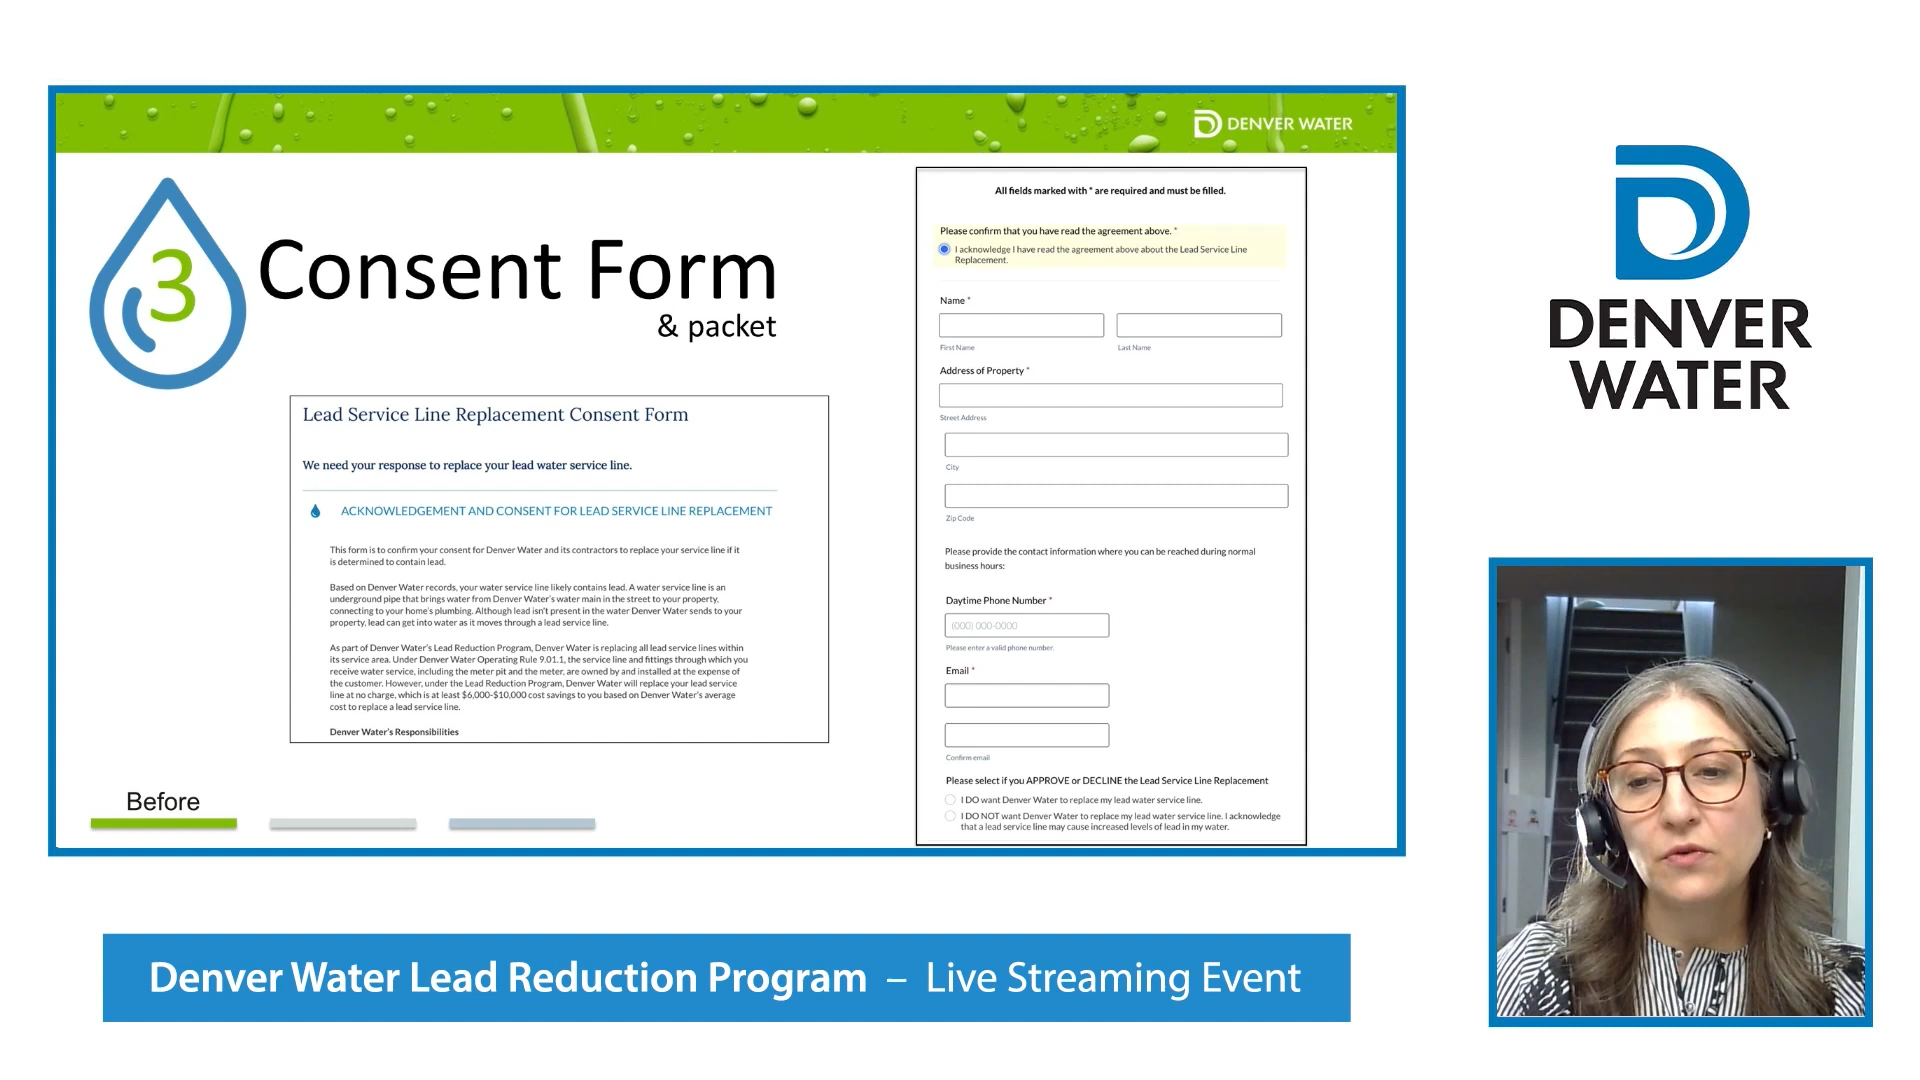 DENVER WATER
3
Consent Form
& packet
Lead Service Line Replacement Consent Form
We need your response to replace your lead water service line.
ACKNOWLEDGEMENT AND CONSENT FOR LEAD SERVICE LINE REPLACEMENT
This form is to confirm your consent for Denver Water and its contractors to replace your service line if it
is determined to contain lead.
Based on Denver Water records, your water service line likely contains lead. A water service line is an
underground pipe that brings water from Denver Water's water main in the street to your property,
connecting to your home's plumbing. Although lead isn't present in the water Denver Water sends to your
property, lead can get into water as it moves through a lead service line.
As part of Denver Water's Lead Reduction Program, Denver Water is replacing all lead service lines within
its service area. Under Denver Water Operating Rule 9.01.1, the service line and fittings through which you
receive water service, including the meter pit and the meter, are owned by and installed at the expense of
the customer. However, under the Lead Reduction Program, Denver Water will replace your lead service
line at no charge, which is at least $6,000-$10,000 cost savings to you based on Denver Water's average
cost to replace a lead service line.
Denver Water's Responsibilities
Before
All fields marked with * are required and must be filled.
Please confirm that you have read the agreement above. *
I acknowledge I have read the agreement above about the Lead Service Line
Replacement.
Name *
First Name Last Name
Address of Property *
Street Address
City
Zip Code
Please provide the contact information where you can be reached during normal
business hours:
Daytime Phone Number *
(000) 000-0000
Please enter a valid phone number.
Email *
Confirm email
Please select if you APPROVE or DECLINE the Lead Service Line Replacement
I DO want Denver Water to replace my lead water service line.
I DO NOT want Denver Water to replace my lead water service line. I acknowledge
that a lead service line may cause increased levels of lead in my water.
DENVER
WATER
Denver Water Lead Reduction Program – Live Streaming Event